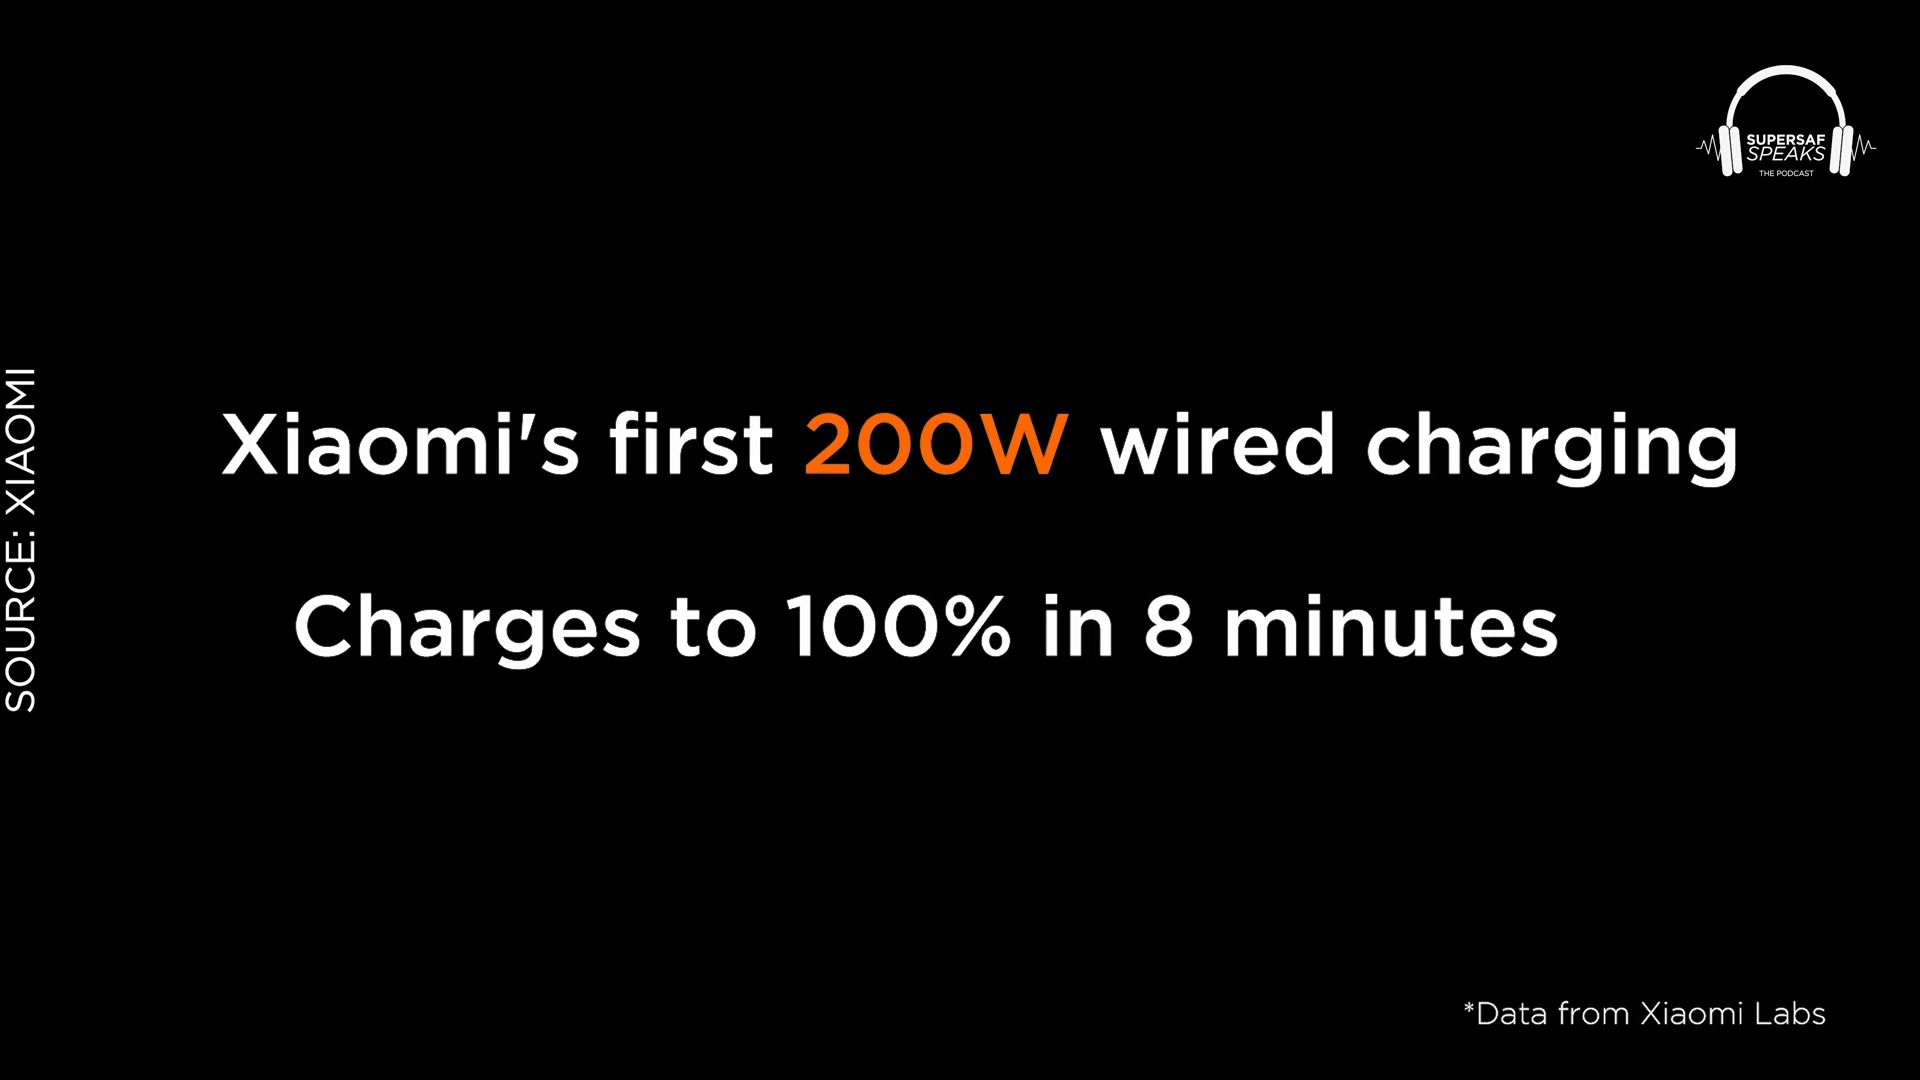 SUPERSAF
SPEAKS
THE PODCAST
SOURCE: XIAOMI
Xiaomi's first 200W wired charging
Charges to 100% in 8 minutes
*Data from Xiaomi Labs